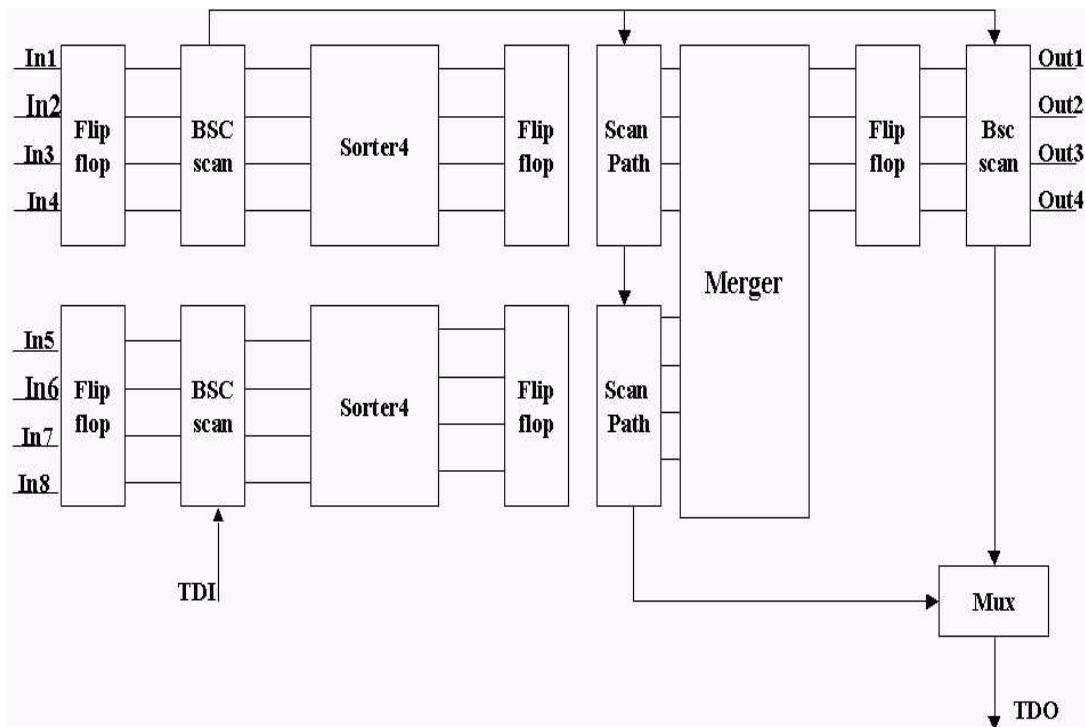 In1
In2
In3
In4
Flip
flop
BSC
scan
Sorter4
Flip
flop
Scan
Path
Merger
Flip
flop
Bsc
scan
Out1
Out2
Out3
Out4
In5
In6
In7
In8
Flip
flop
BSC
scan
Sorter4
Flip
flop
Scan
Path
TDI
Mux
TDO